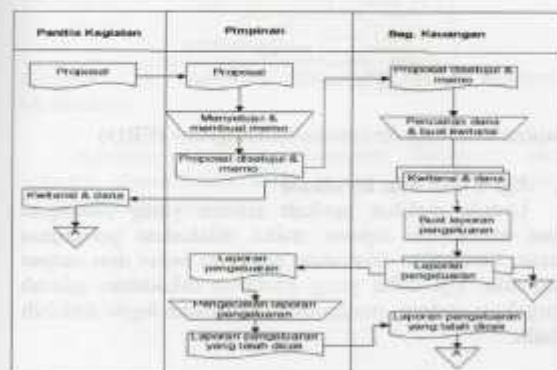 Panitia Kegiatan
Pimpinan
Bag. Keuangan
Proposal
Proposal
Proposal disetujui &
memo
Menyetujui &
membuat memo
Pencairan dana
& buat kwitansi
Proposal disetujui &
memo
Kwitansi & dana
Kwitansi & dana
Buat laporan
pengeluaran
Laporan
pengeluaran
Laporan
pengeluaran
Pengecekan laporan
pengeluaran
Laporan pengeluaran
yang telah dicek
Laporan pengeluaran
yang telah dicek